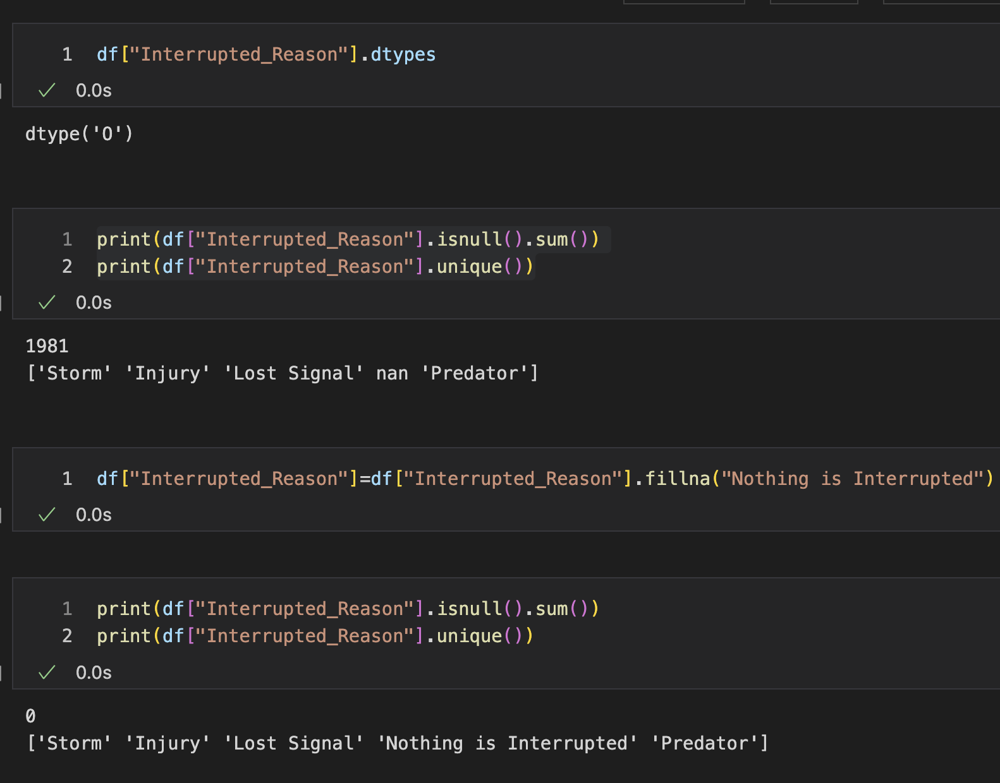 1 df["Interrupted_Reason"].dtypes
0.0s
dtype('O')
1 print(df["Interrupted_Reason"].isnull().sum())
2 print(df["Interrupted_Reason"].unique())
0.0s
1981
['Storm' 'Injury' 'Lost Signal' nan 'Predator']
1 df["Interrupted_Reason"]=df["Interrupted_Reason"].fillna("Nothing is Interrupted")
0.0s
1 print(df["Interrupted_Reason"].isnull().sum())
2 print(df["Interrupted_Reason"].unique())
0.0s
0
['Storm' 'Injury' 'Lost Signal' 'Nothing is Interrupted' 'Predator']